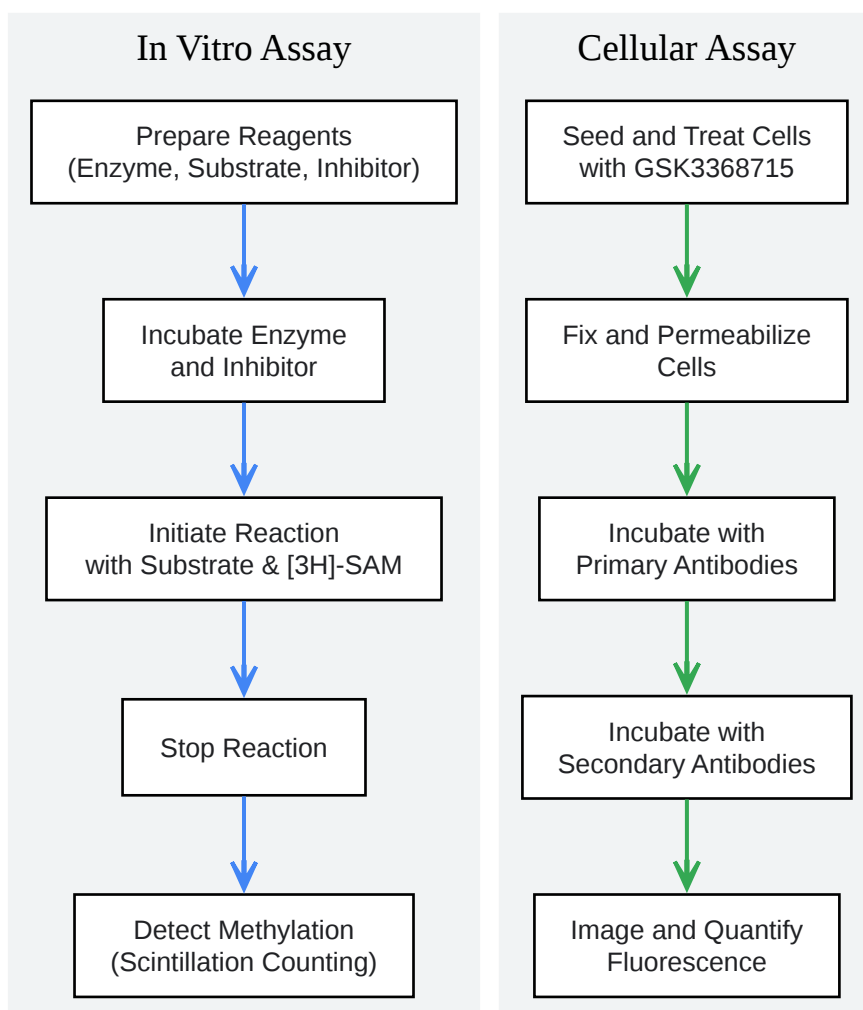 In Vitro Assay
Prepare Reagents
(Enzyme, Substrate, Inhibitor)
Incubate Enzyme
and Inhibitor
Initiate Reaction
with Substrate & [3H]-SAM
Stop Reaction
Detect Methylation
(Scintillation Counting)
Cellular Assay
Seed and Treat Cells
with GSK3368715
Fix and Permeabilize
Cells
Incubate with
Primary Antibodies
Incubate with
Secondary Antibodies
Image and Quantify
Fluorescence